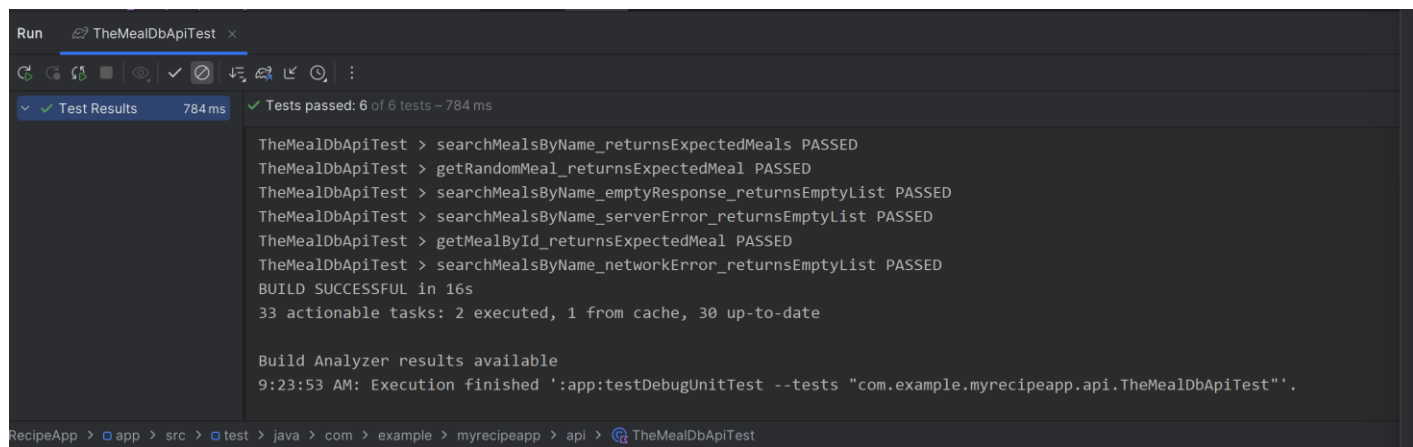 Run TheMealDbApiTest ×
Test Results 784 ms
Tests passed: 6 of 6 tests – 784 ms
TheMealDbApiTest > searchMealsByName_returnsExpectedMeals PASSED
TheMealDbApiTest > getRandomMeal_returnsExpectedMeal PASSED
TheMealDbApiTest > searchMealsByName_emptyResponse_returnsEmptyList PASSED
TheMealDbApiTest > searchMealsByName_serverError_returnsEmptyList PASSED
TheMealDbApiTest > getMealById_returnsExpectedMeal PASSED
TheMealDbApiTest > searchMealsByName_networkError_returnsEmptyList PASSED
BUILD SUCCESSFUL in 16s
33 actionable tasks: 2 executed, 1 from cache, 30 up-to-date
Build Analyzer results available
9:23:53 AM: Execution finished ':app:testDebugUnitTest --tests "com.example.myrecipeapp.api.TheMealDbApiTest"'.
RecipeApp > app > src > test > java > com > example > myrecipeapp > api > TheMealDbApiTest